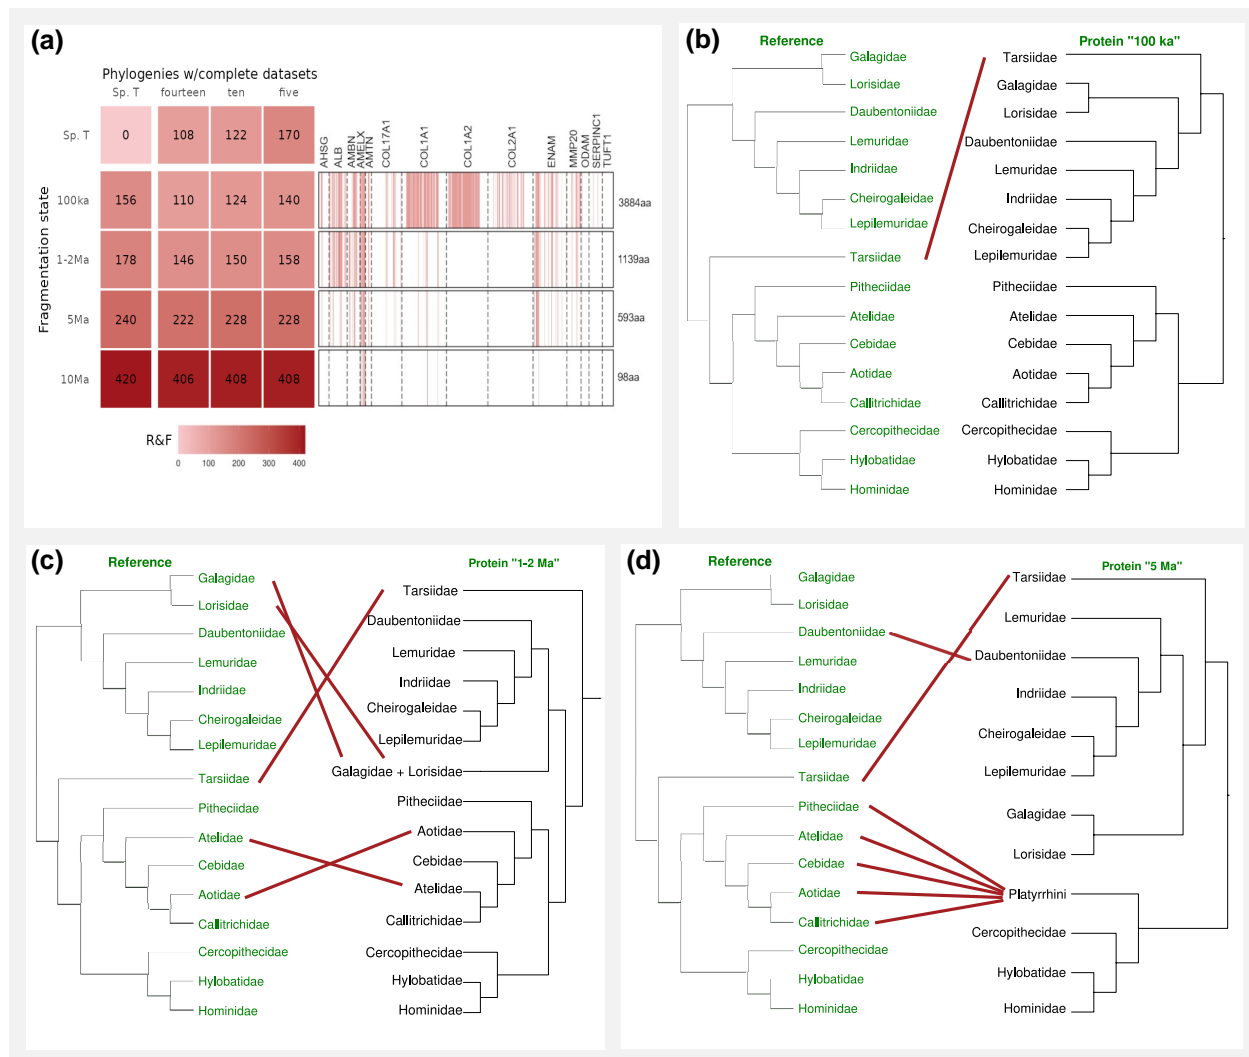 (a)
Phylogenies w/complete datasets
Sp. T fourteen ten five
AHSG ALB AMBN AMELX AMTN COL17A1 COL1A1 COL1A2 COL2A1 ENAM MMP20 ODAM SERPINC1 TUFT1
Fragmentation state
Sp. T 0 108 122 170
100ka 156 110 124 140 3884aa
1-2Ma 178 146 150 158 1139aa
5Ma 240 222 228 228 593aa
10Ma 420 406 408 408 98aa
R&F
0 100 200 300 400
(b)
Reference
Galagidae
Lorisidae
Daubentoniidae
Lemuridae
Indriidae
Cheirogaleidae
Lepilemuridae
Tarsiidae
Pitheciidae
Atelidae
Cebidae
Aotidae
Callitrichidae
Cercopithecidae
Hylobatidae
Hominidae
Protein "100 ka"
Tarsiidae
Galagidae
Lorisidae
Daubentoniidae
Lemuridae
Indriidae
Cheirogaleidae
Lepilemuridae
Pitheciidae
Atelidae
Cebidae
Aotidae
Callitrichidae
Cercopithecidae
Hylobatidae
Hominidae
(c)
Reference
Galagidae
Lorisidae
Daubentoniidae
Lemuridae
Indriidae
Cheirogaleidae
Lepilemuridae
Tarsiidae
Pitheciidae
Atelidae
Cebidae
Aotidae
Callitrichidae
Cercopithecidae
Hylobatidae
Hominidae
Protein "1-2 Ma"
Tarsiidae
Daubentoniidae
Lemuridae
Indriidae
Cheirogaleidae
Lepilemuridae
Galagidae + Lorisidae
Pitheciidae
Aotidae
Cebidae
Atelidae
Callitrichidae
Cercopithecidae
Hylobatidae
Hominidae
(d)
Reference
Galagidae
Lorisidae
Daubentoniidae
Lemuridae
Indriidae
Cheirogaleidae
Lepilemuridae
Tarsiidae
Pitheciidae
Atelidae
Cebidae
Aotidae
Callitrichidae
Cercopithecidae
Hylobatidae
Hominidae
Protein "5 Ma"
Tarsiidae
Lemuridae
Daubentoniidae
Indriidae
Cheirogaleidae
Lepilemuridae
Galagidae
Lorisidae
Platyrrhini
Cercopithecidae
Hylobatidae
Hominidae